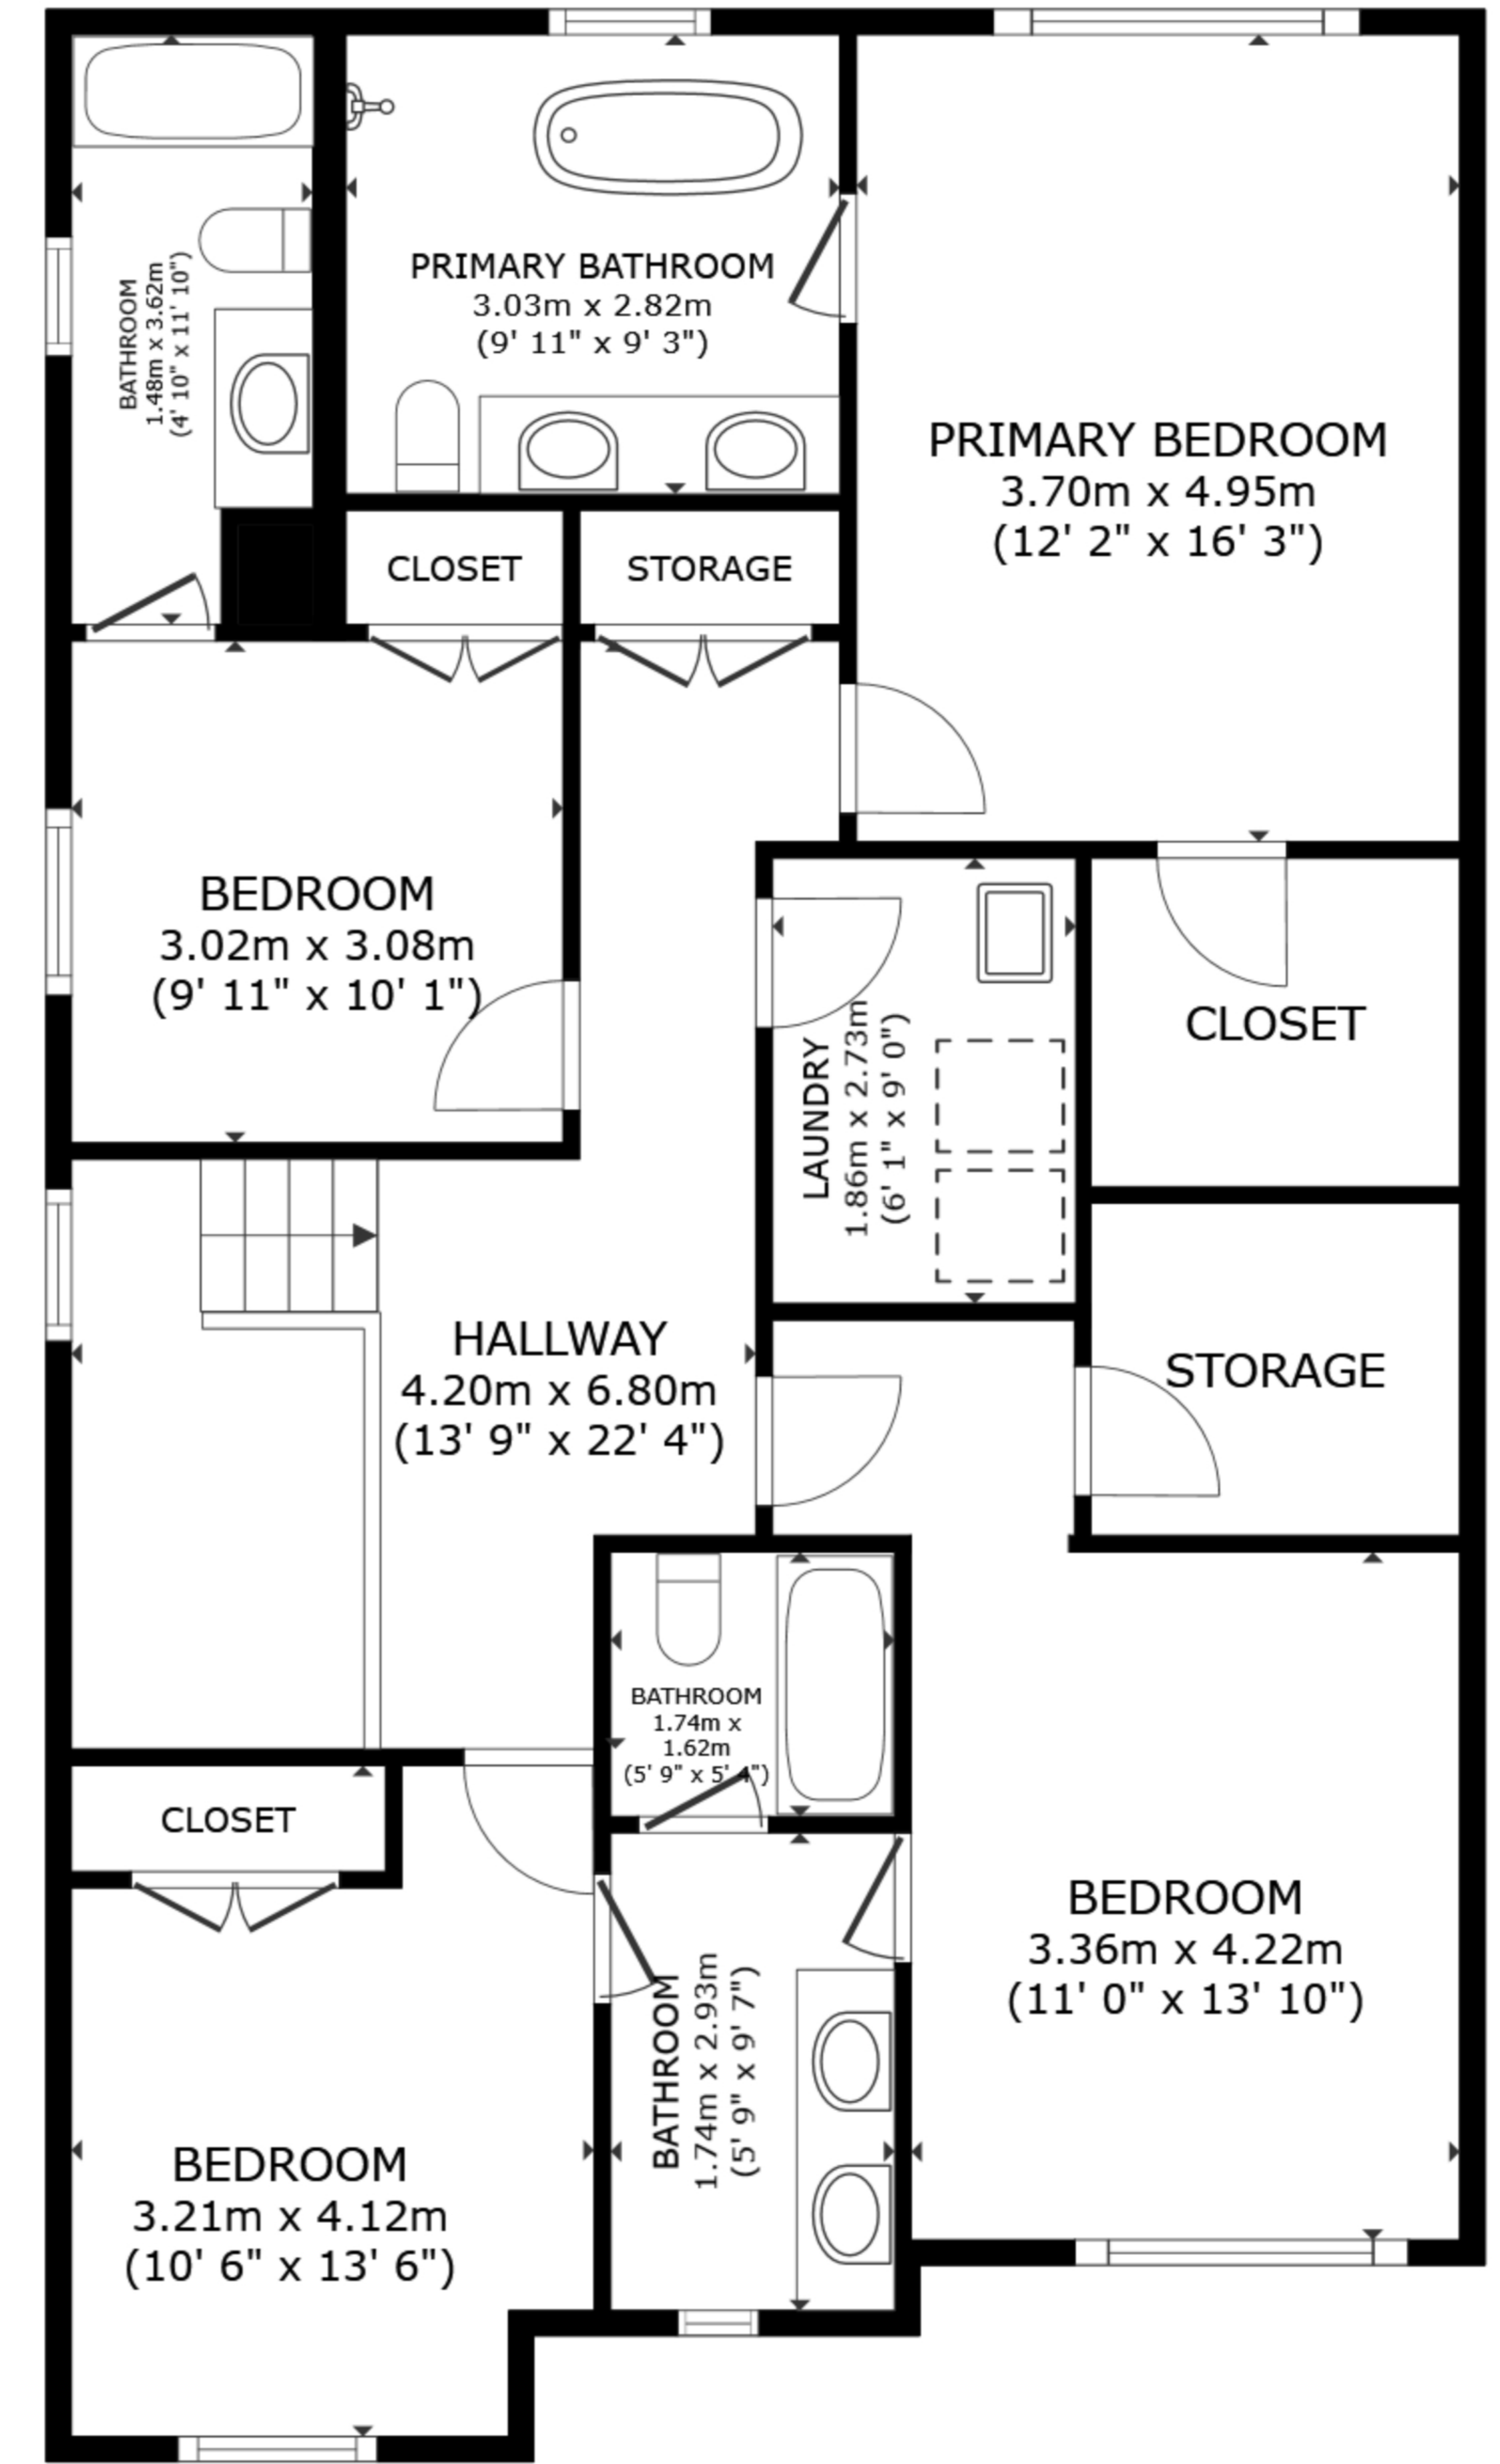 BATHROOM
1.48m x 3.62m
(4' 10" x 11' 10")
PRIMARY BATHROOM
3.03m x 2.82m
(9' 11" x 9' 3")
PRIMARY BEDROOM
3.70m x 4.95m
(12' 2" x 16' 3")
CLOSET
STORAGE
BEDROOM
3.02m x 3.08m
(9' 11" x 10' 1")
LAUNDRY
1.86m x 2.73m
(6' 1" x 9' 0")
CLOSET
HALLWAY
4.20m x 6.80m
(13' 9" x 22' 4")
STORAGE
BATHROOM
1.74m x
1.62m
(5' 9" x 5' 4")
CLOSET
BEDROOM
3.36m x 4.22m
(11' 0" x 13' 10")
BATHROOM
1.74m x 2.93m
(5' 9" x 9' 7")
BEDROOM
3.21m x 4.12m
(10' 6" x 13' 6")